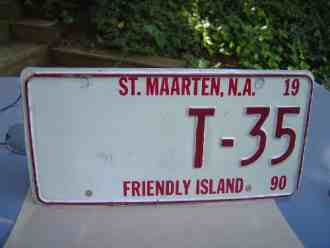 ST. MAARTEN, N.A. 19
T-35
FRIENDLY ISLAND 90